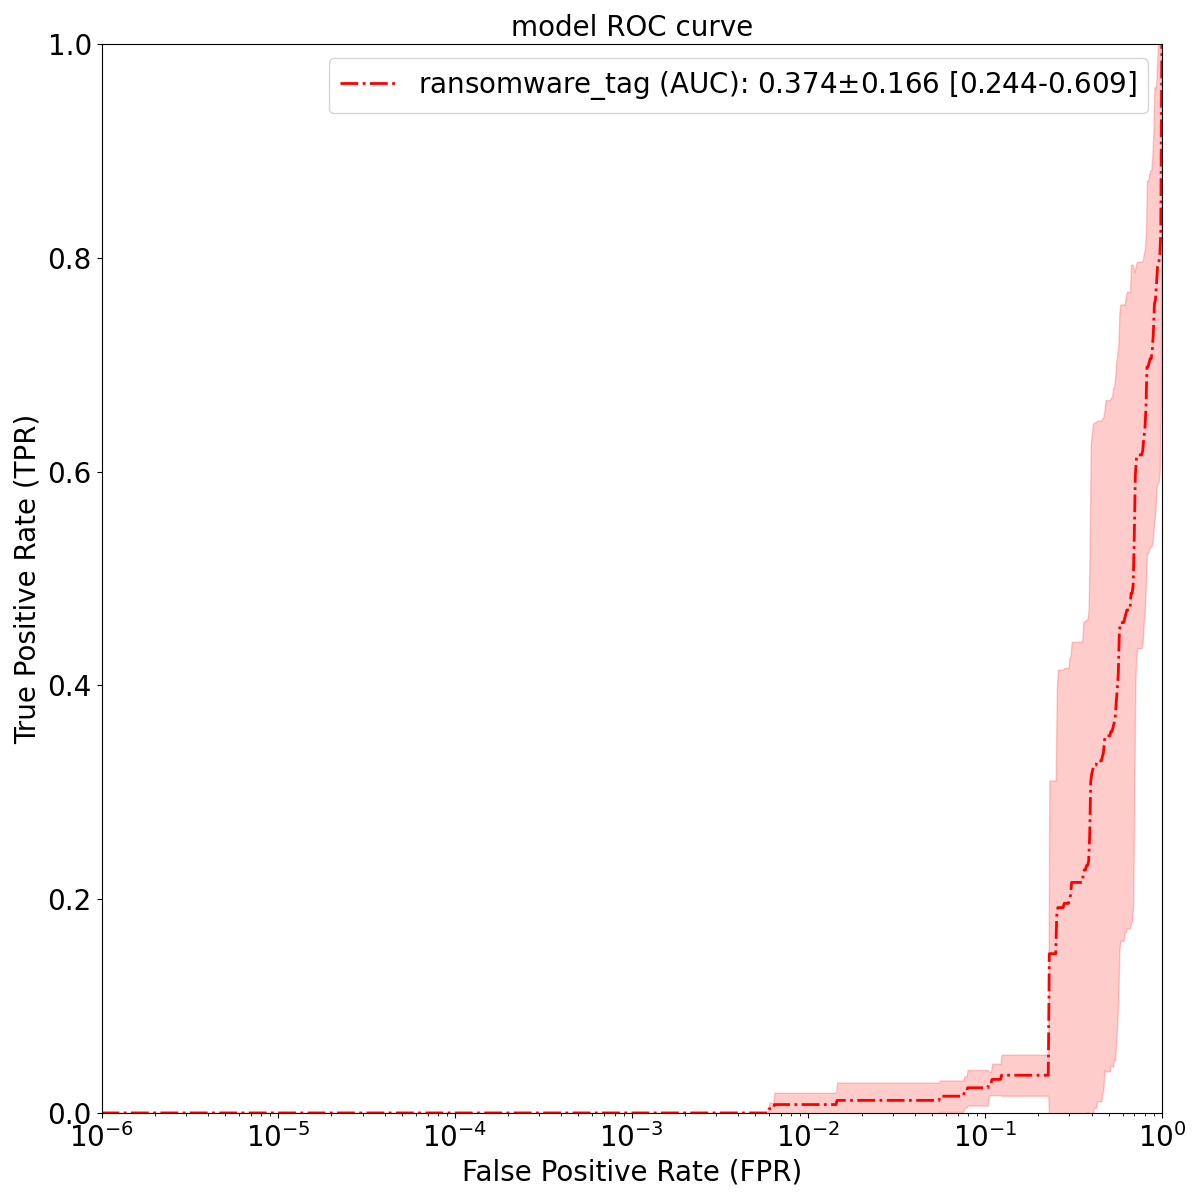 model ROC curve
ransomware_tag (AUC): 0.374±0.166 [0.244-0.609]
True Positive Rate (TPR)
1.0
0.8
0.6
0.4
0.2
0.0
10⁻⁶ 10⁻⁵ 10⁻⁴ 10⁻³ 10⁻² 10⁻¹ 10⁰
False Positive Rate (FPR)